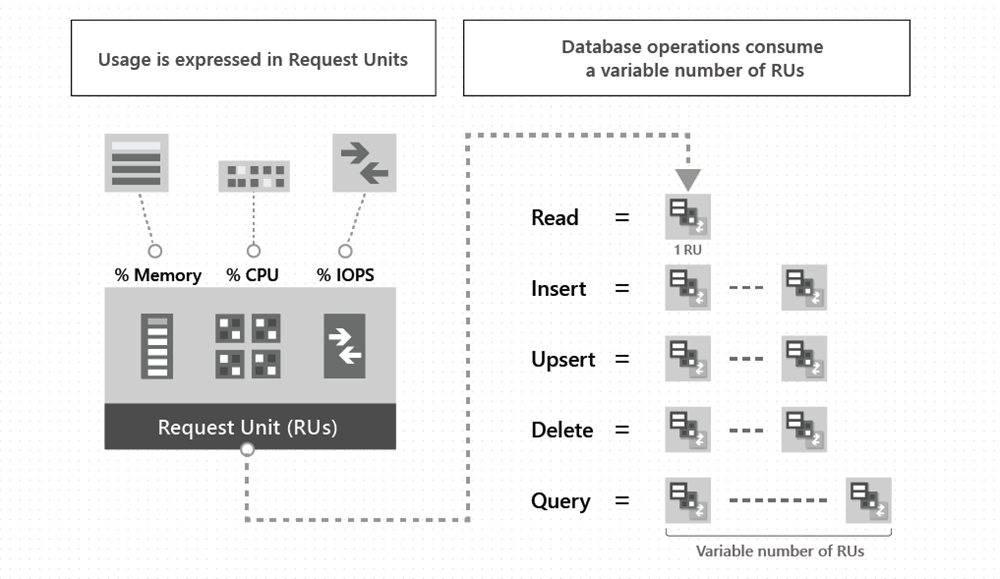 Usage is expressed in Request Units
Database operations consume
a variable number of RUs
% Memory
% CPU
% IOPS
Request Unit (RUs)
Read =
1 RU
Insert =
Upsert =
Delete =
Query =
Variable number of RUs